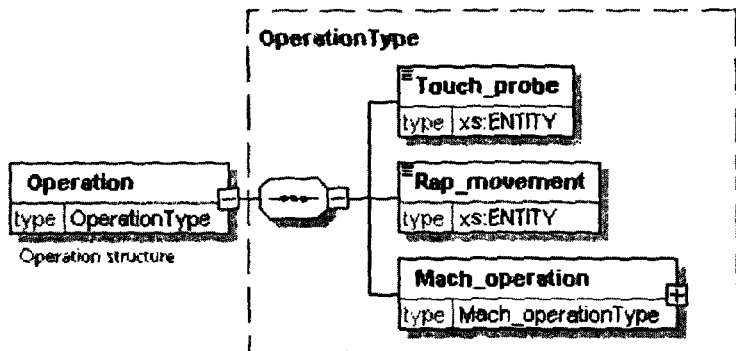 OperationType
Touch_probe
type xs:ENTITY
Operation
type OperationType
Operation structure
Rap_movement
type xs:ENTITY
Mach_operation
type Mach_operationType